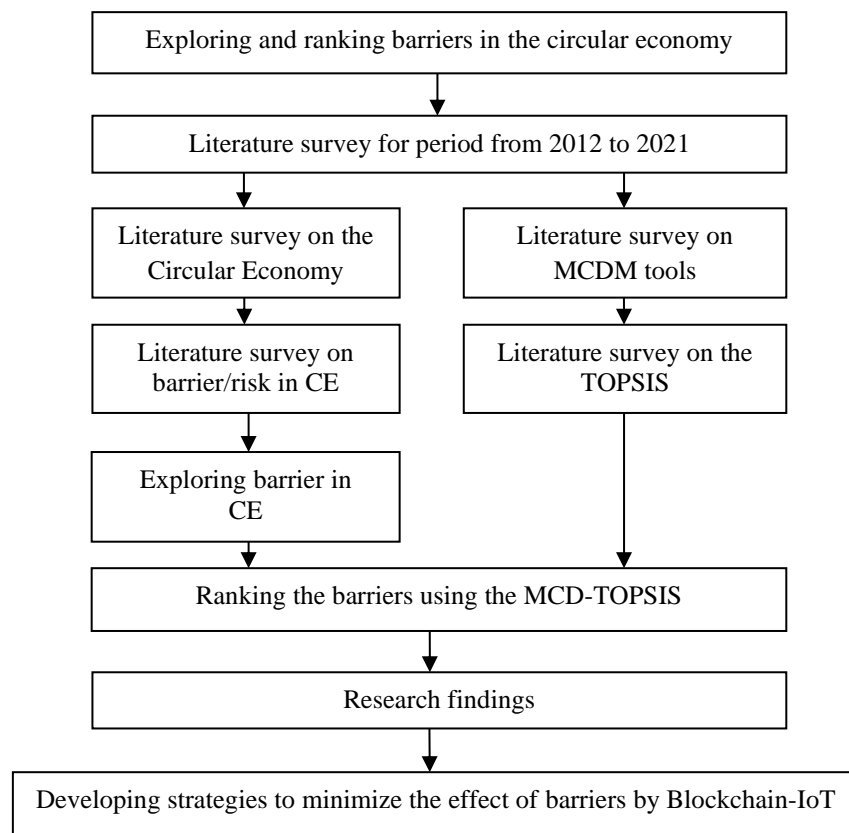 Exploring and ranking barriers in the circular economy
Literature survey for period from 2012 to 2021
Literature survey on the
Circular Economy
Literature survey on
MCDM tools
Literature survey on
barrier/risk in CE
Literature survey on the
TOPSIS
Exploring barrier in
CE
Ranking the barriers using the MCD-TOPSIS
Research findings
Developing strategies to minimize the effect of barriers by Blockchain-IoT